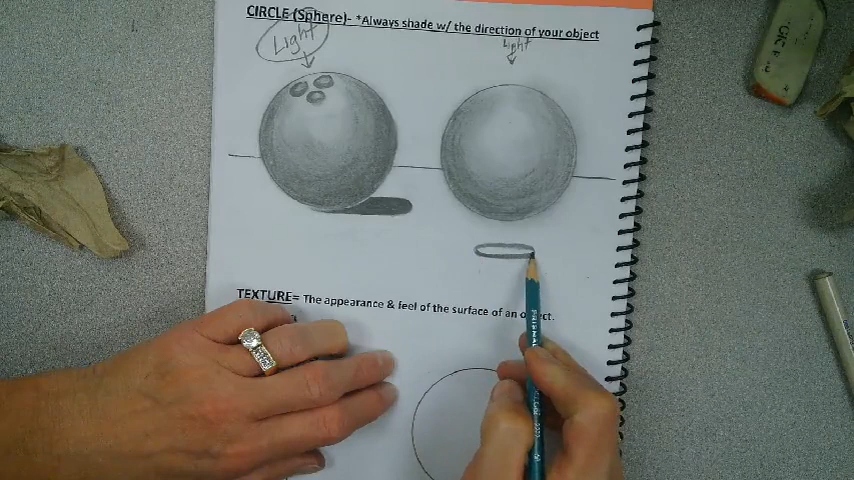 CIRCLE (Sphere)- *Always shade w/ the direction of your object
Light
Light
TEXTURE= The appearance & feel of the surface of an object.